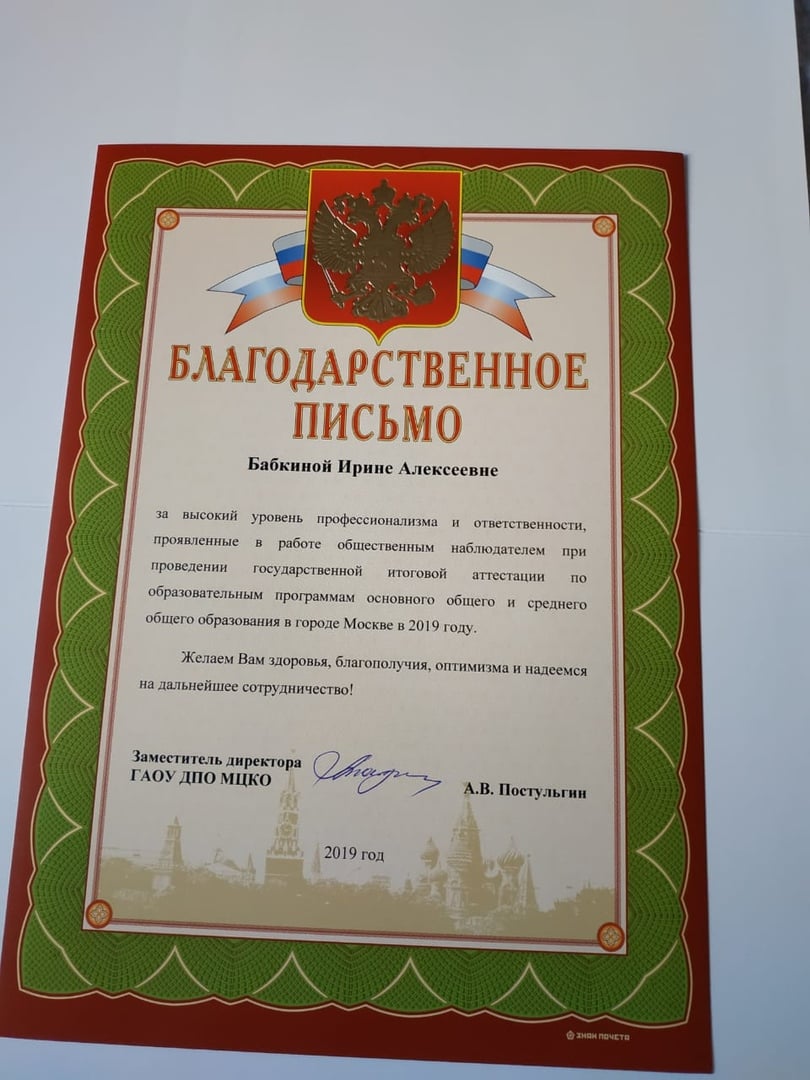 БЛАГОДАРСТВЕННОЕ
ПИСЬМО
Бабкиной Ирине Алексеевне
за высокий уровень профессионализма и ответственности,
проявленные в работе общественным наблюдателем при
проведении государственной итоговой аттестации по
образовательным программам основного общего и среднего
общего образования в городе Москве в 2019 году.
Желаем Вам здоровья, благополучия, оптимизма и надеемся
на дальнейшее сотрудничество!
Заместитель директора
ГАОУ ДПО МЦКО
А.В. Постульгин
2019 год
ЗНАК ПОЧЕТА